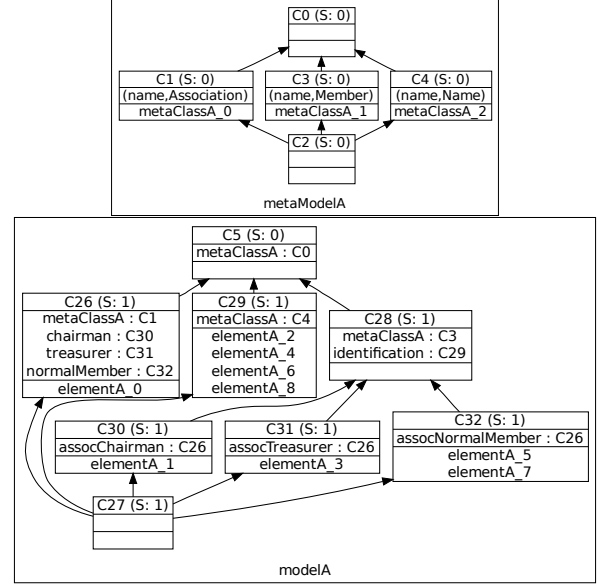 C0 (S: 0)
C1 (S: 0)
(name,Association)
metaClassA_0
C3 (S: 0)
(name,Member)
metaClassA_1
C4 (S: 0)
(name,Name)
metaClassA_2
C2 (S: 0)
metaModelA
C5 (S: 0)
metaClassA : C0
C26 (S: 1)
metaClassA : C1
chairman : C30
treasurer : C31
normalMember : C32
elementA_0
C29 (S: 1)
metaClassA : C4
elementA_2
elementA_4
elementA_6
elementA_8
C28 (S: 1)
metaClassA : C3
identification : C29
C30 (S: 1)
assocChairman : C26
elementA_1
C31 (S: 1)
assocTreasurer : C26
elementA_3
C32 (S: 1)
assocNormalMember : C26
elementA_5
elementA_7
C27 (S: 1)
modelA